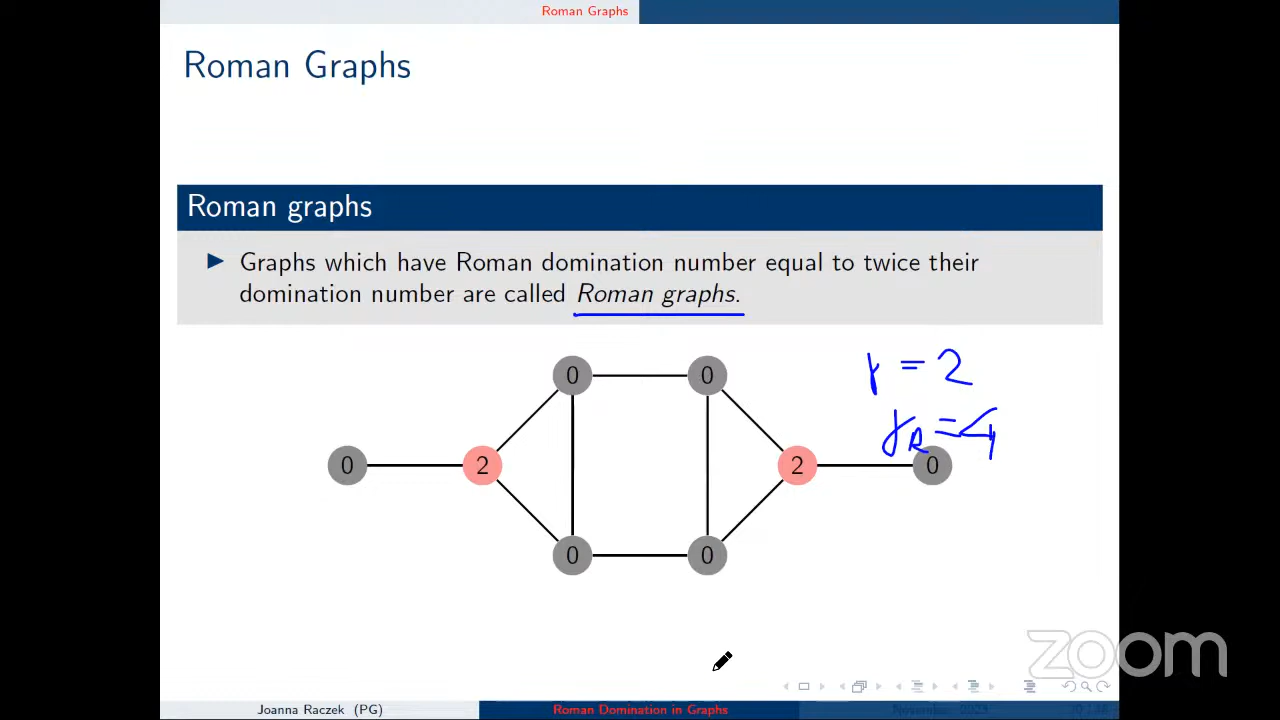 Roman Graphs
Roman Graphs
Roman graphs
Graphs which have Roman domination number equal to twice their
domination number are called Roman graphs.
γ = 2
γR = 4
0 0
0 2 2 0
0 0
zoom
Joanna Raczek (PG) Roman Domination in Graphs